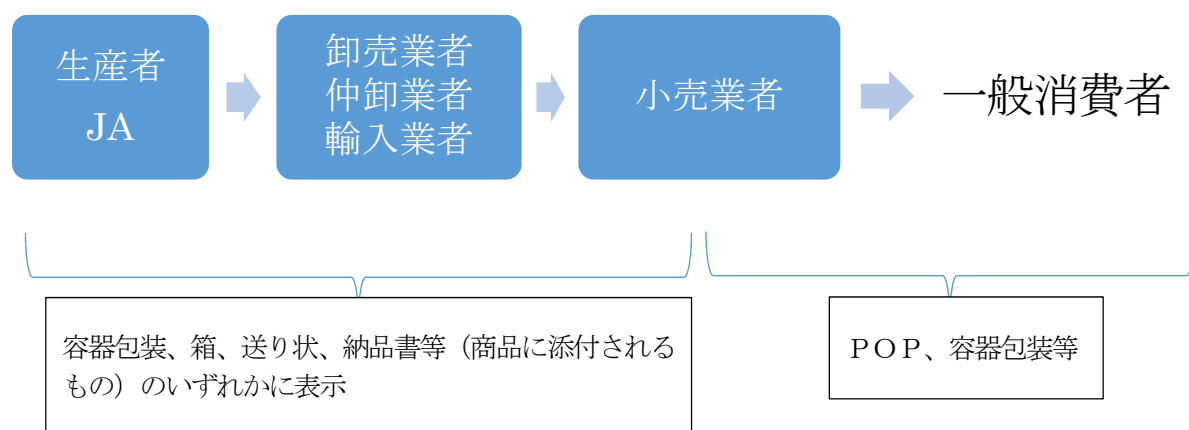 生産者
JA
卸売業者
仲卸業者
輸入業者
小売業者
一般消費者
容器包装、箱、送り状、納品書等（商品に添付される
もの）のいずれかに表示
ＰＯＰ、容器包装等